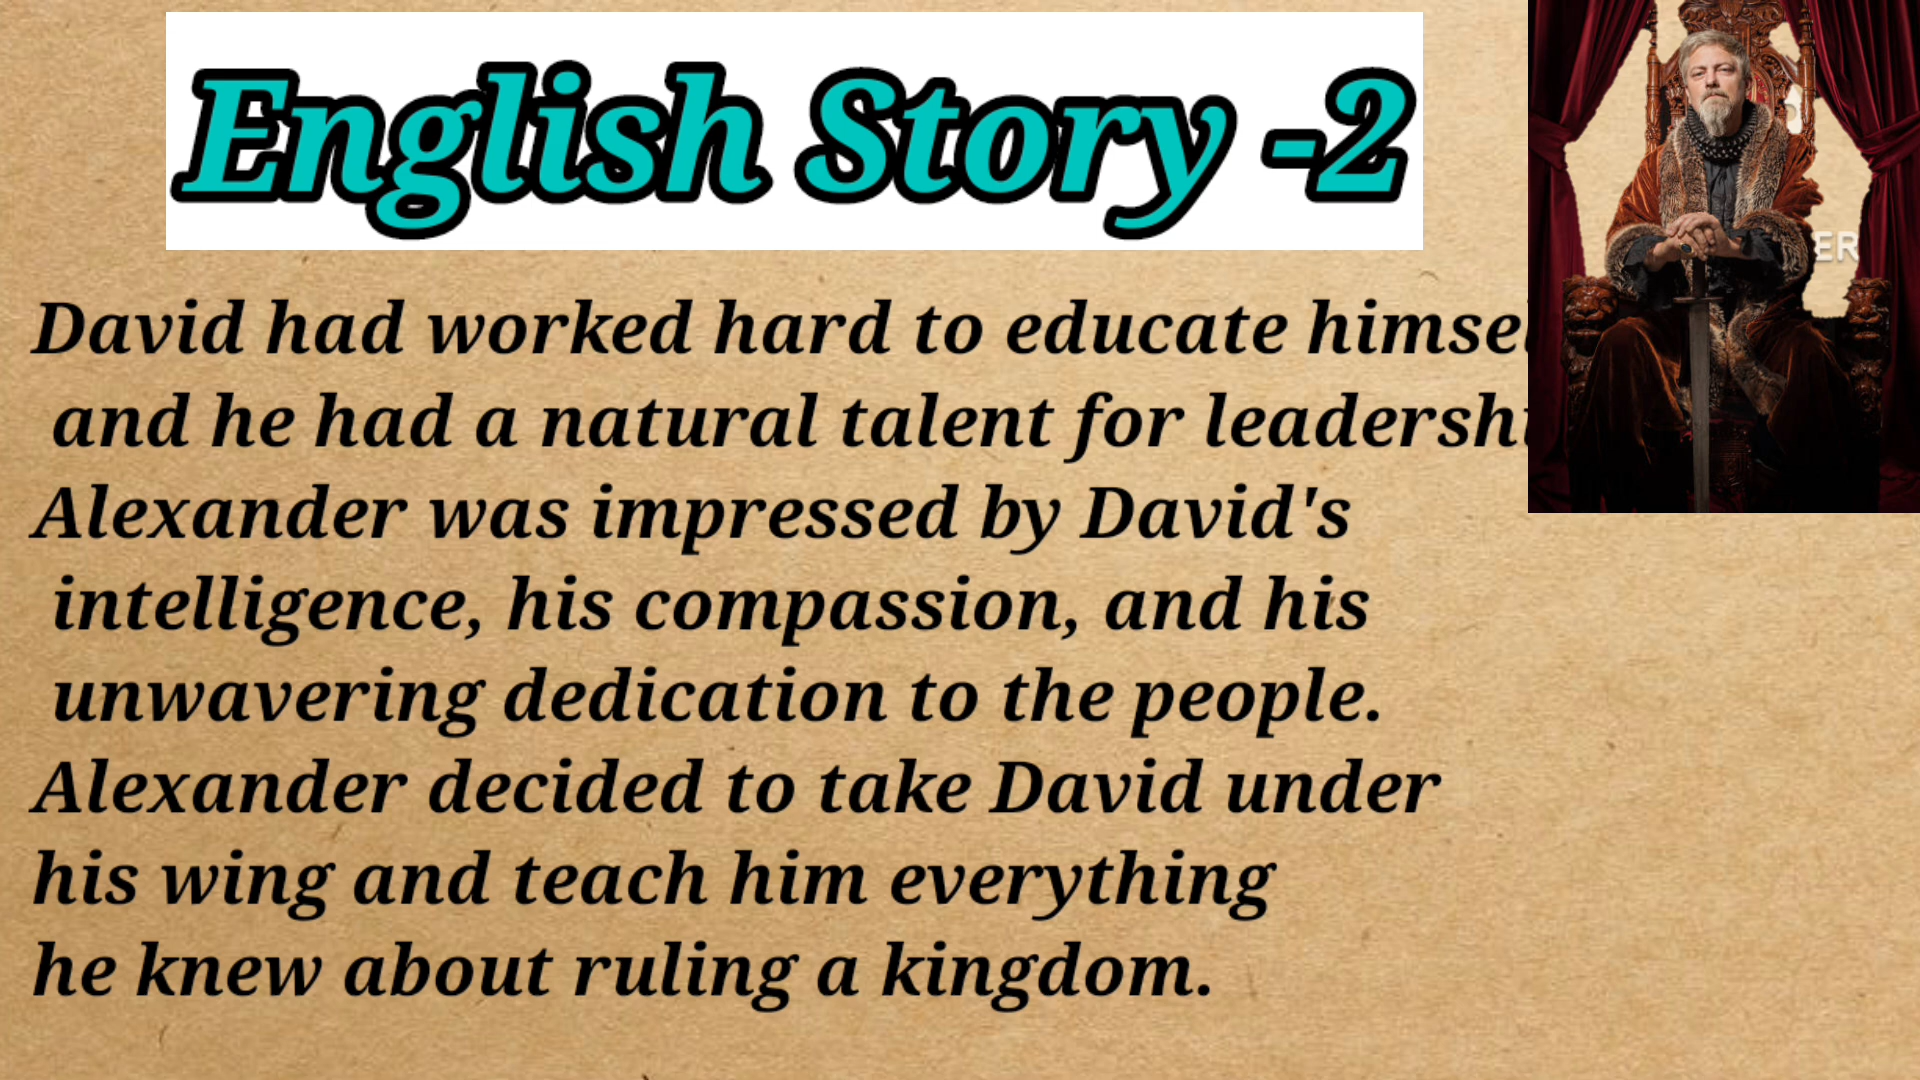 English Story -2
David had worked hard to educate
and he had a natural talent for
Alexander was impressed by David's
intelligence, his compassion, and his
unwavering dedication to the people.
Alexander decided to take David under
his wing and teach him everything
he knew about ruling a kingdom.